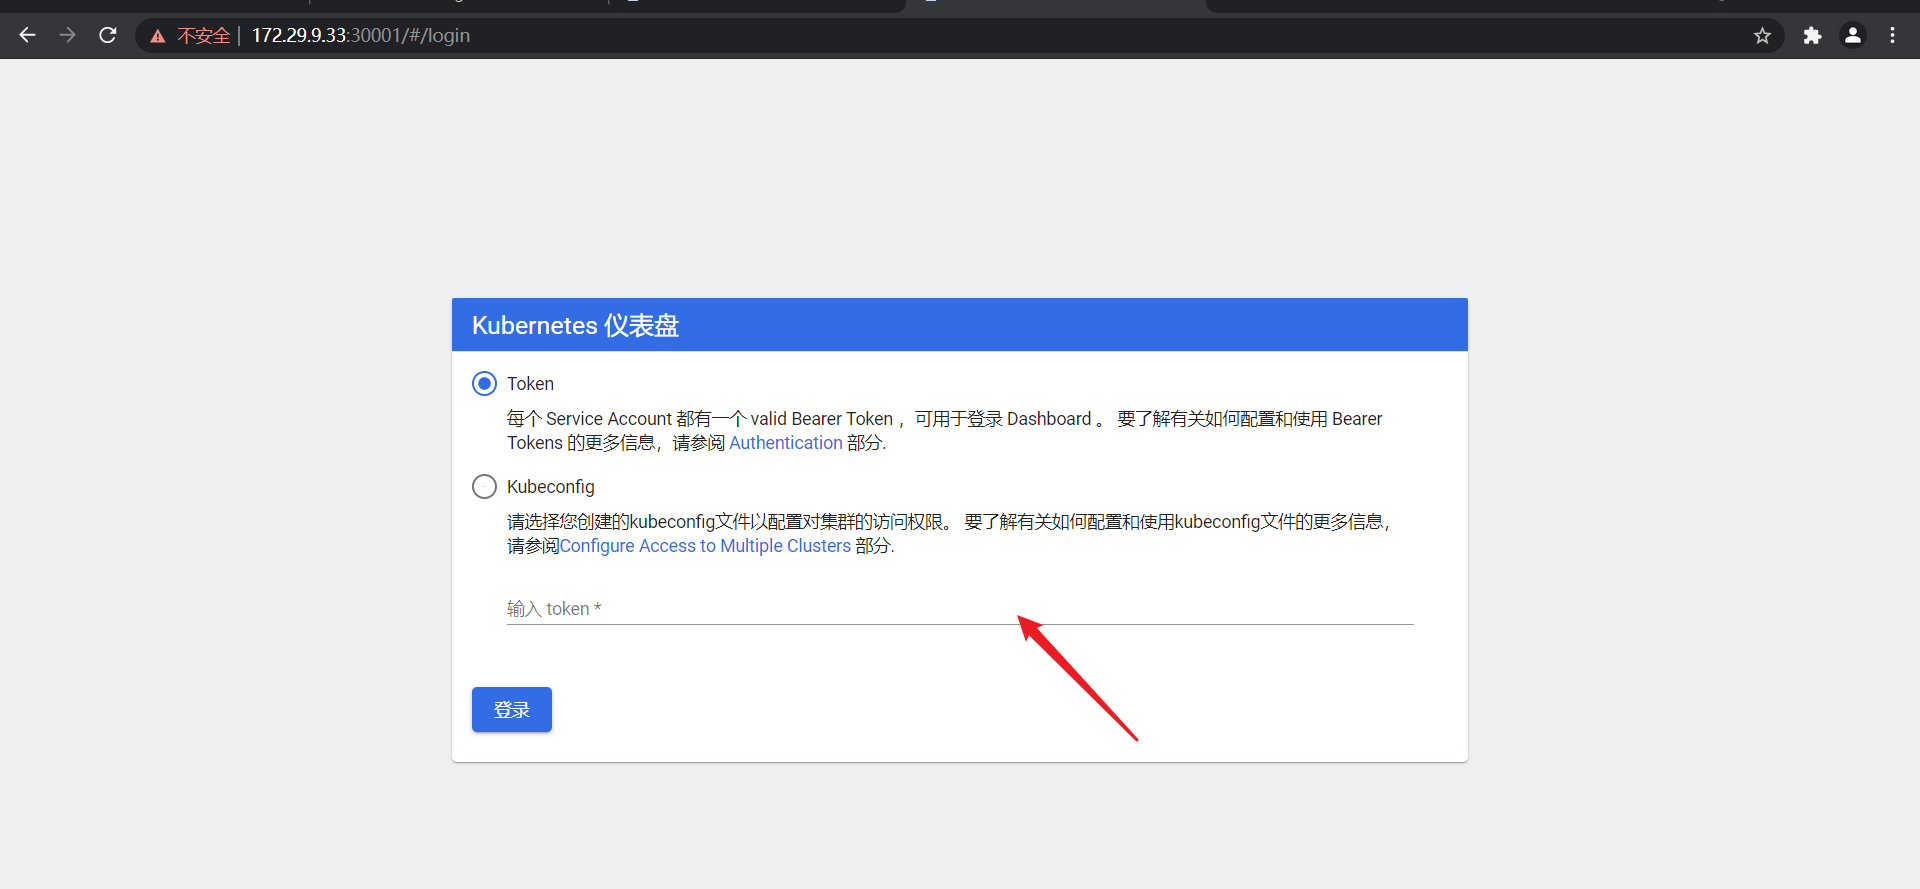 不安全 | 172.29.9.33:30001/#/login
Kubernetes 仪表盘
Token
每个 Service Account 都有一个 valid Bearer Token ，可用于登录 Dashboard 。 要了解有关如何配置和使用 Bearer
Tokens 的更多信息，请参阅 Authentication 部分.
Kubeconfig
请选择您创建的kubeconfig文件以配置对集群的访问权限。 要了解有关如何配置和使用kubeconfig文件的更多信息，
请参阅Configure Access to Multiple Clusters 部分.
输入 token *
登录